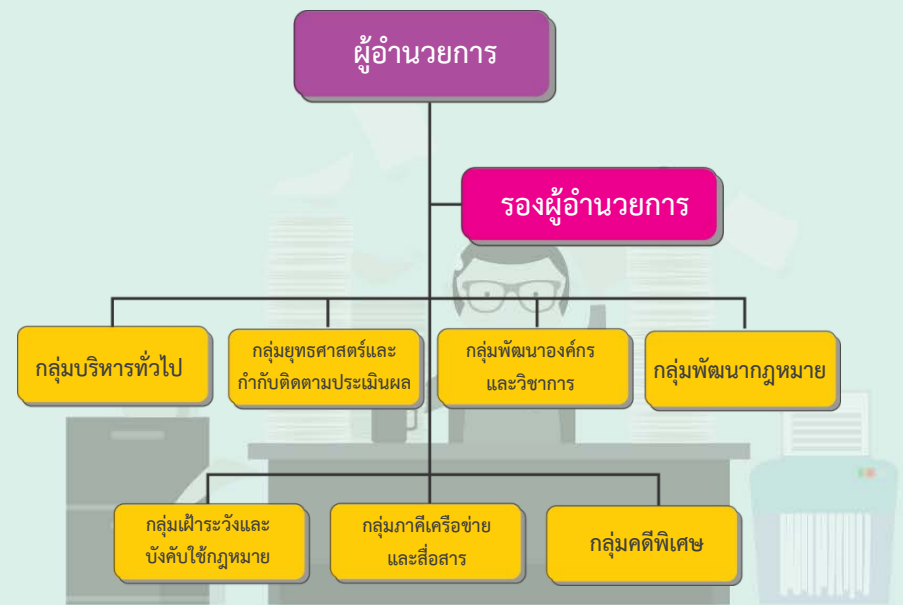 ผู้อำนวยการ
รองผู้อำนวยการ
กลุ่มบริหารทั่วไป
กลุ่มยุทธศาสตร์และ
กำกับติดตามประเมินผล
กลุ่มพัฒนาองค์กร
และวิชาการ
กลุ่มพัฒนากฎหมาย
กลุ่มเฝ้าระวังและ
บังคับใช้กฎหมาย
กลุ่มภาคีเครือข่าย
และสื่อสาร
กลุ่มคดีพิเศษ